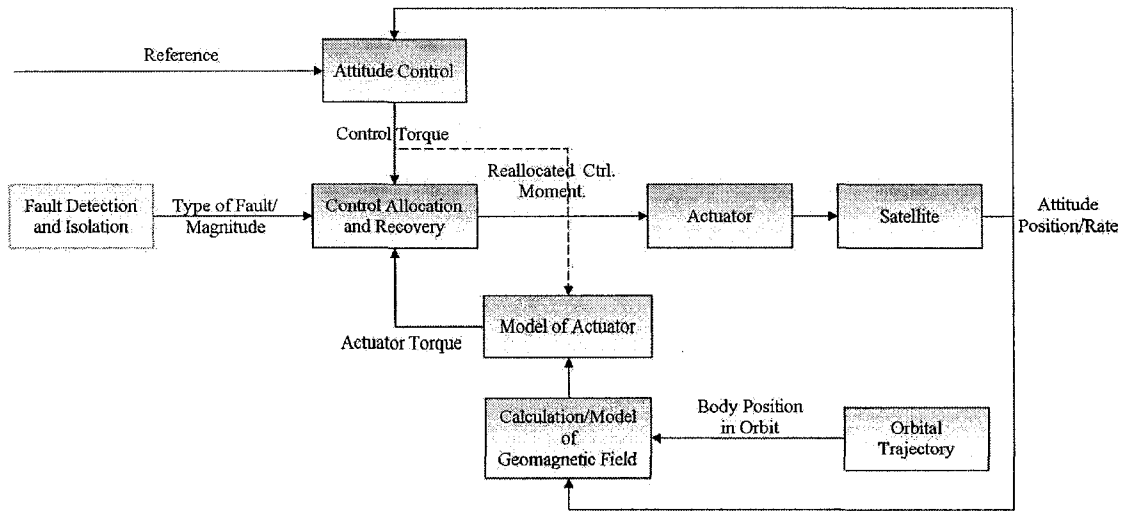 Reference
Attitude Control
Control Torque
Reallocated Ctrl.
Moment.
Fault Detection
and Isolation
Type of Fault/
Magnitude
Control Allocation
and Recovery
Actuator
Satellite
Attitude
Position/Rate
Model of Actuator
Actuator Torque
Calculation/Model
of
Geomagnetic Field
Body Position
in Orbit
Orbital
Trajectory